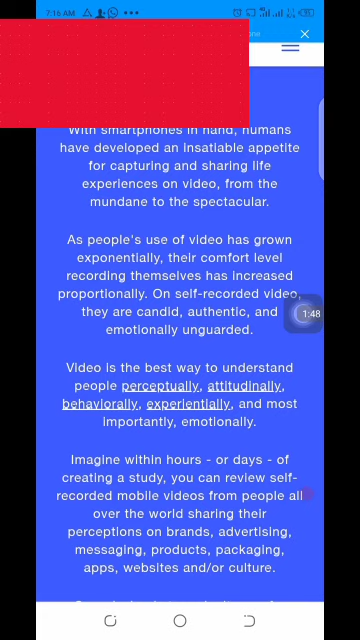 7:16 AM
With smartphones in hand, humans
have developed an insatiable appetite
for capturing and sharing life
experiences on video, from the
mundane to the spectacular.
As people's use of video has grown
exponentially, their comfort level
recording themselves has increased
proportionally. On self-recorded video,
they are candid, authentic, and
emotionally unguarded.
1:48
Video is the best way to understand
people perceptually, attitudinally,
behaviorally, experientially, and most
importantly, emotionally.
Imagine within hours - or days - of
creating a study, you can review self-
recorded mobile videos from people all
over the world sharing their
perceptions on brands, advertising,
messaging, products, packaging,
apps, websites and/or culture.